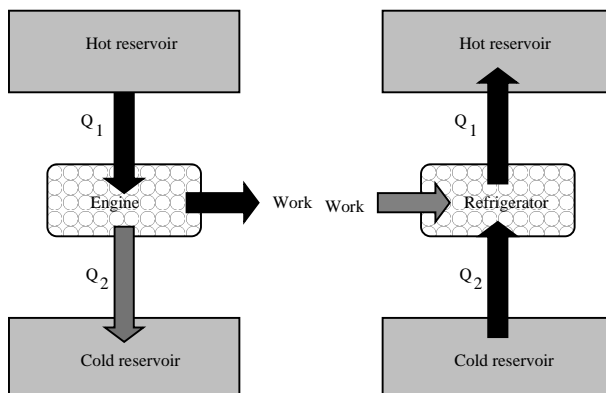 Hot reservoir
Q1
Engine
Work
Q2
Cold reservoir
Hot reservoir
Q1
Work
Refrigerator
Q2
Cold reservoir